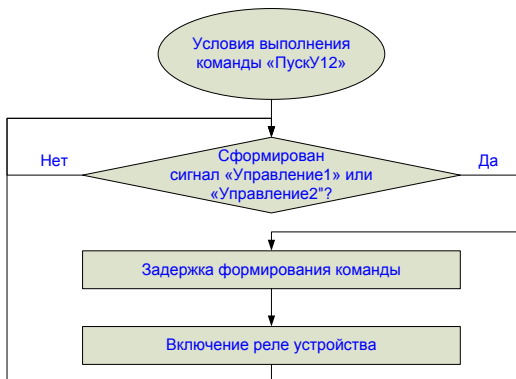 Условия выполнения
команды «ПускУ12»
Нет
Сформирован
сигнал «Управление1» или
«Управление2"?
Да
Задержка формирования команды
Включение реле устройства